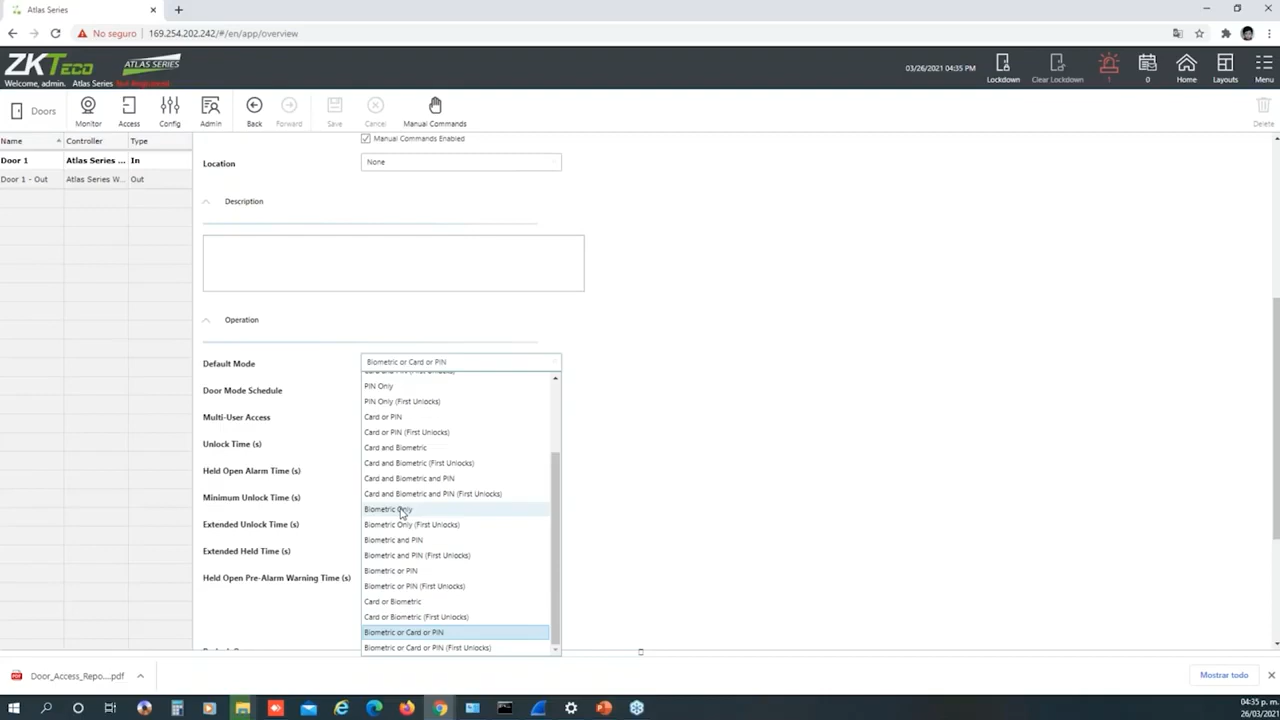 Atlas Series
No seguro
169.254.202.242/#/en/app/overview
ZKTeco
ATLAS SERIES
Welcome, admin. Atlas Series Not Registered
03/26/2021 04:35 PM
Lockdown
Clear Lockdown
1
0
Home
Layouts
Menu
Doors
Monitor
Access
Config
Admin
Back
Forward
Save
Cancel
Manual Commands
Delete
Name Controller Type
Door 1 Atlas Series ... In
Door 1 - Out Atlas Series W... Out
Manual Commands Enabled
Location
None
Description
Operation
Default Mode
Biometric or Card or PIN
Door Mode Schedule
Multi-User Access
Unlock Time (s)
Held Open Alarm Time (s)
Minimum Unlock Time (s)
Extended Unlock Time (s)
Extended Held Time (s)
Held Open Pre-Alarm Warning Time (s)
PIN Only
PIN Only (First Unlocks)
Card or PIN
Card or PIN (First Unlocks)
Card and Biometric
Card and Biometric (First Unlocks)
Card and Biometric and PIN
Card and Biometric and PIN (First Unlocks)
Biometric Only
Biometric Only (First Unlocks)
Biometric and PIN
Biometric and PIN (First Unlocks)
Biometric or PIN
Biometric or PIN (First Unlocks)
Card or Biometric
Card or Biometric (First Unlocks)
Biometric or Card or PIN
Biometric or Card or PIN (First Unlocks)
Door_Access_Repo....pdf
Mostrar todo
04:35 p. m.
26/03/2021